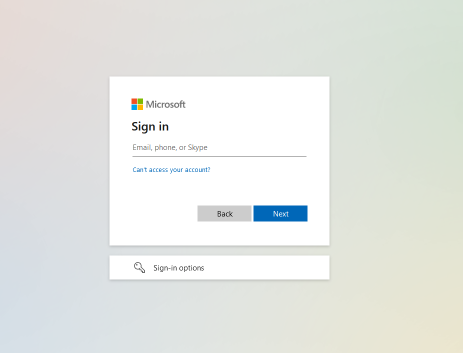 Microsoft
Sign in
Email, phone, or Skype
Can't access your account?
Back
Next
Sign-in options